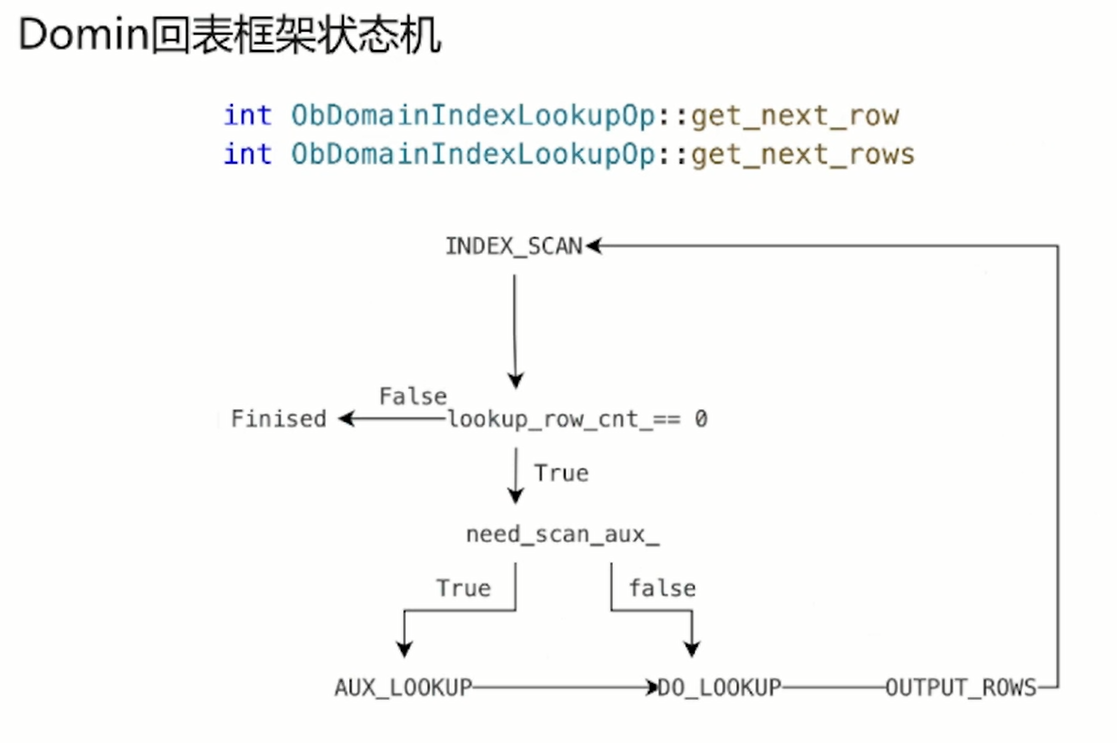 Domin回表框架状态机
int ObDomainIndexLookupOp::get_next_row
int ObDomainIndexLookupOp::get_next_rows
INDEX_SCAN
False
Finised
lookup_row_cnt_== 0
True
need_scan_aux_
True
false
AUX_LOOKUP
DO_LOOKUP
OUTPUT_ROWS